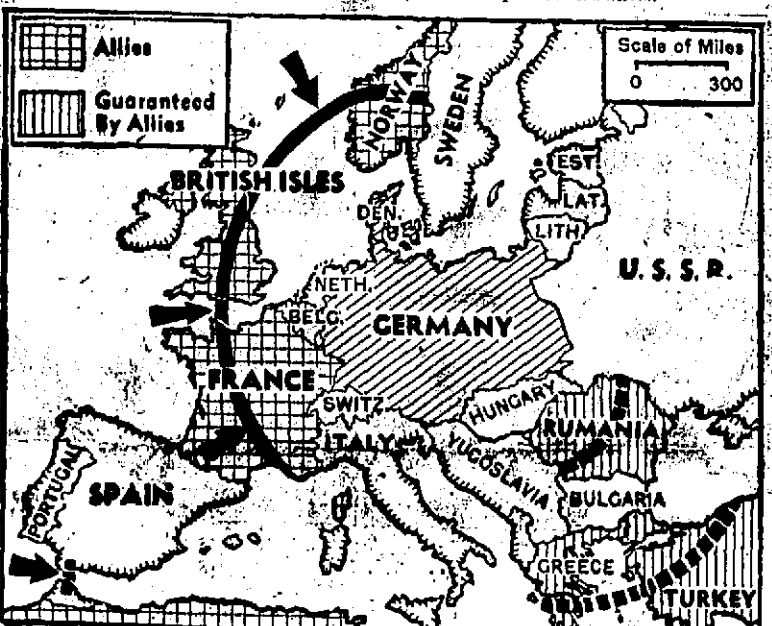 Allies
Guaranteed
By Allies
Scale of Miles
0 300
NORWAY
SWEDEN
BRITISH ISLES
EST.
LAT.
LITH.
DEN.
U. S. S. R.
NETH.
BELG.
GERMANY
FRANCE
SWITZ.
HUNGARY
RUMANIA
ITALY
YUGOSLAVIA
PORTUGAL
SPAIN
BULGARIA
GREECE
TURKEY